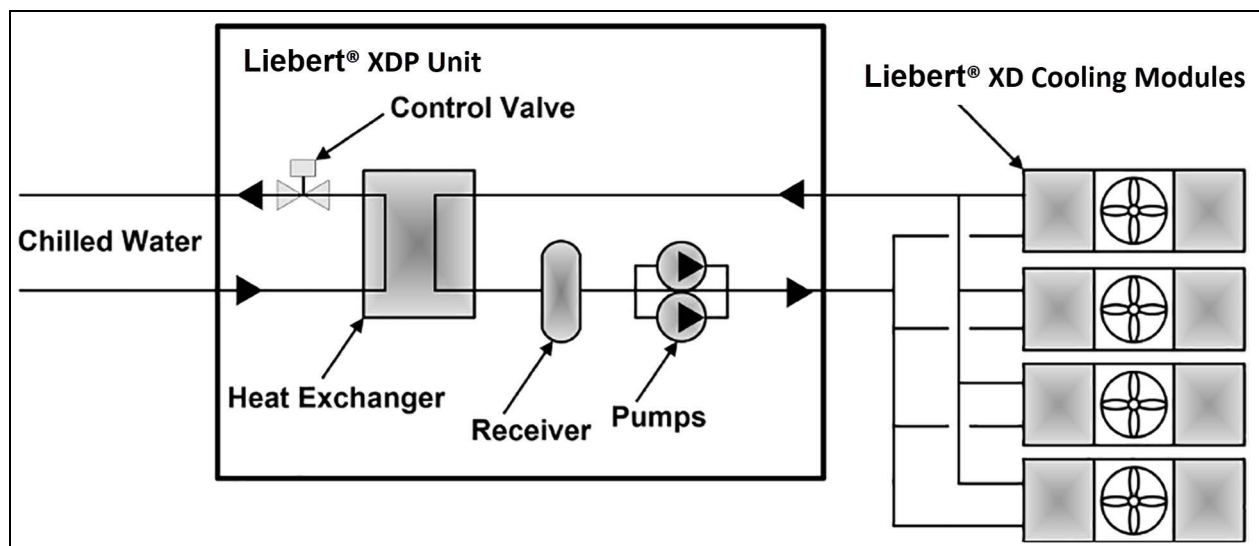 Liebert® XDP Unit
Liebert® XD Cooling Modules
Control Valve
Chilled Water
Heat Exchanger
Receiver
Pumps